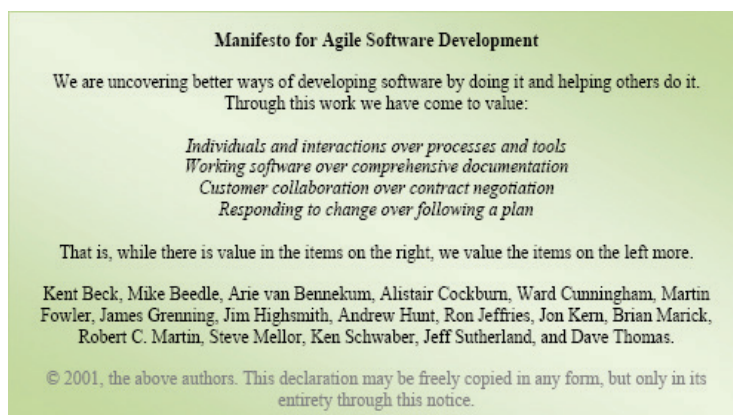 Manifesto for Agile Software Development
We are uncovering better ways of developing software by doing it and helping others do it.
Through this work we have come to value:
Individuals and interactions over processes and tools
Working software over comprehensive documentation
Customer collaboration over contract negotiation
Responding to change over following a plan
That is, while there is value in the items on the right, we value the items on the left more.
Kent Beck, Mike Beedle, Arie van Bennekum, Alistair Cockburn, Ward Cunningham, Martin
Fowler, James Grenning, Jim Highsmith, Andrew Hunt, Ron Jeffries, Jon Kern, Brian Marick,
Robert C. Martin, Steve Mellor, Ken Schwaber, Jeff Sutherland, and Dave Thomas.
© 2001, the above authors. This declaration may be freely copied in any form, but only in its
entirety through this notice.